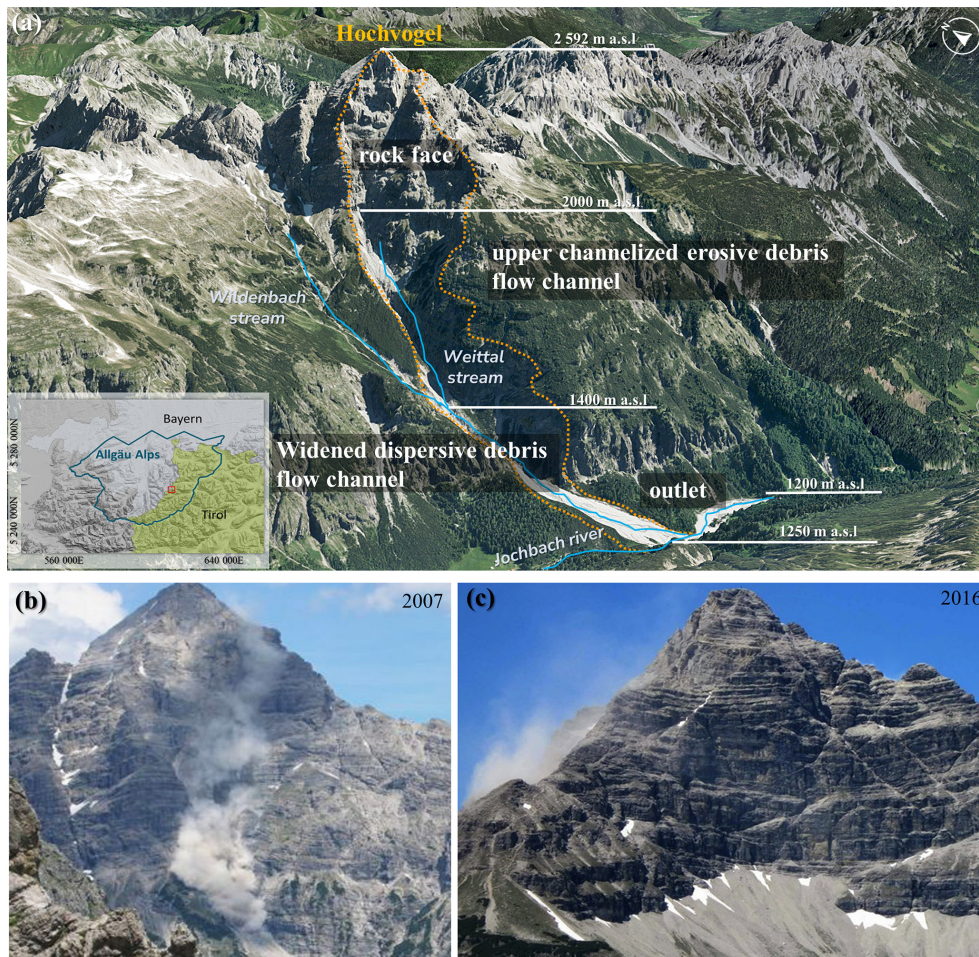 (a)
Hochvogel
2 592 m a.s.l
rock face
2000 m a.s.l
upper channelized erosive debris
flow channel
Wildenbach
stream
Weittal
stream
1400 m a.s.l
Bayern
Allgäu Alps
Tirol
5 280 000N
5 240 000N
560 000E
640 000E
Widened dispersive debris
flow channel
outlet
1200 m a.s.l
Jochbach river
1250 m a.s.l
(b)
2007
(c)
2016